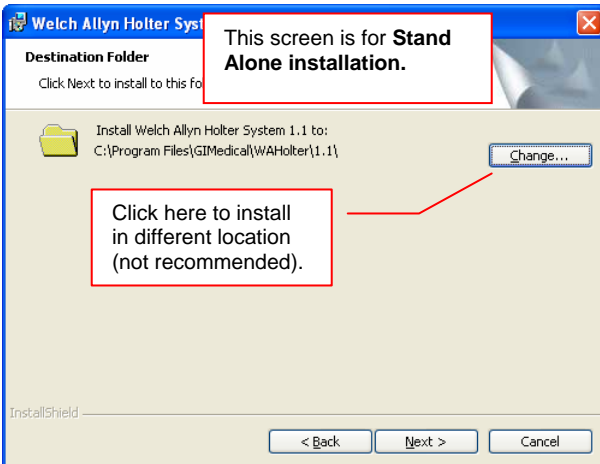 Welch Allyn Holter Syst
This screen is for Stand
Alone installation.
Destination Folder
Click Next to install to this fo
Install Welch Allyn Holter System 1.1 to:
C:\Program Files\GIMedical\WAHolter\1.1\
Change...
Click here to install
in different location
(not recommended).
InstallShield
< Back Next > Cancel